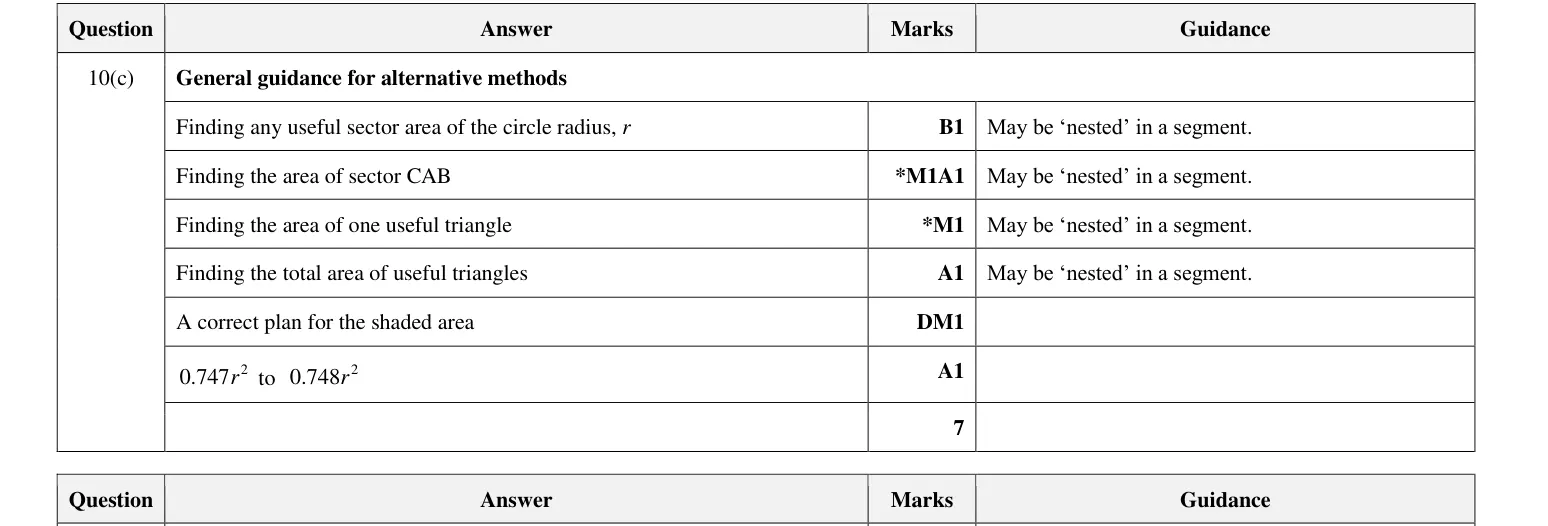 Question Answer Marks Guidance
10(c) General guidance for alternative methods
Finding any useful sector area of the circle radius, r B1 May be ‘nested’ in a segment.
Finding the area of sector CAB *M1A1 May be ‘nested’ in a segment.
Finding the area of one useful triangle *M1 May be ‘nested’ in a segment.
Finding the total area of useful triangles A1 May be ‘nested’ in a segment.
A correct plan for the shaded area DM1
0.747r² to 0.748r² A1
7
Question Answer Marks Guidance